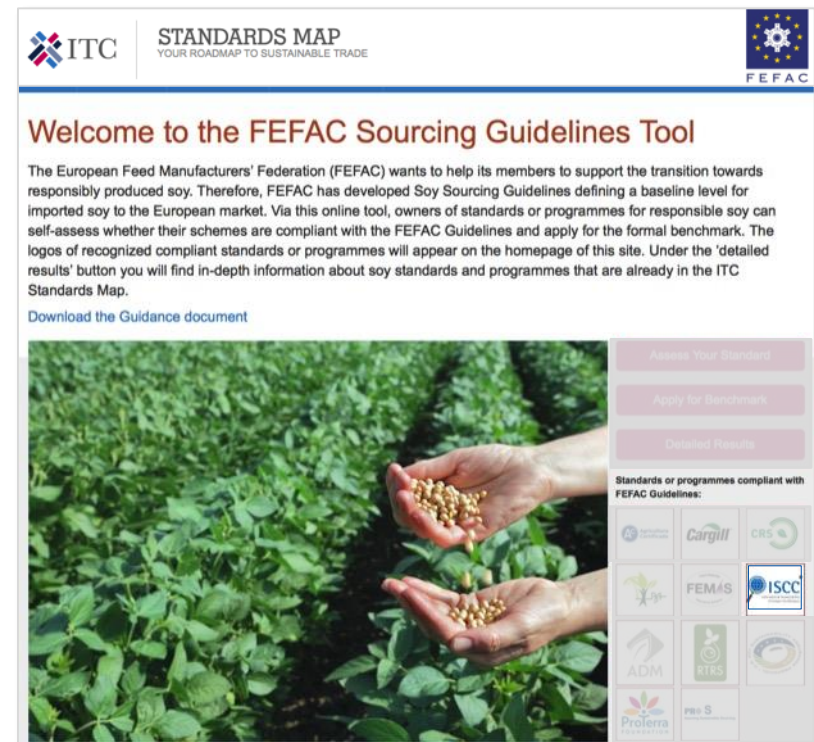 ITC
STANDARDS MAP
YOUR ROADMAP TO SUSTAINABLE TRADE
FEFAC
Welcome to the FEFAC Sourcing Guidelines Tool
The European Feed Manufacturers' Federation (FEFAC) wants to help its members to support the transition towards
responsibly produced soy. Therefore, FEFAC has developed Soy Sourcing Guidelines defining a baseline level for
imported soy to the European market. Via this online tool, owners of standards or programmes for responsible soy can
self-assess whether their schemes are compliant with the FEFAC Guidelines and apply for the formal benchmark. The
logos of recognized compliant standards or programmes will appear on the homepage of this site. Under the 'detailed
results' button you will find in-depth information about soy standards and programmes that are already in the ITC
Standards Map.
Download the Guidance document
Assess Your Standard
Apply for Benchmark
Detailed Results
Standards or programmes compliant with
FEFAC Guidelines:
Cargill
CRS
FEMAS
ISCC
ADM
RTRS
ProTerra
FOUNDATION